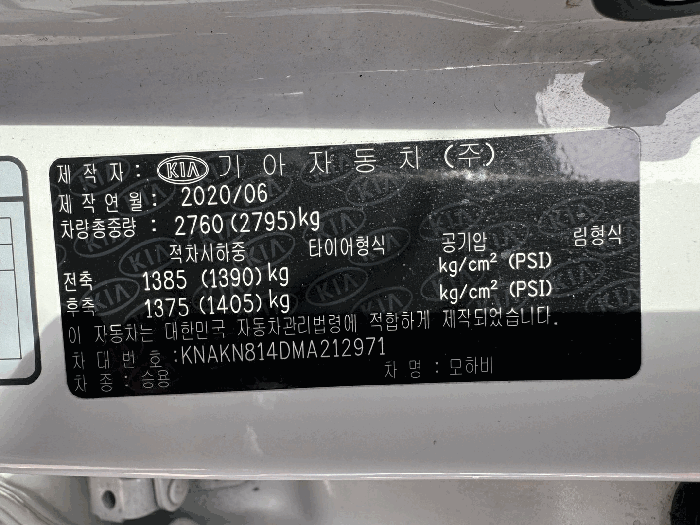 제 작 자 : KIA 기 아 자 동 차 (주)
제 작 연 월 : 2020/06
차량총중량 : 2760 (2795)kg
적차시하중 타이어형식 공기압 림형식
전축 1385 (1390)kg kg/cm² (PSI)
후축 1375 (1405)kg kg/cm² (PSI)
이 자동차는 대한민국 자동차관리법령에 적합하게 제작되었습니다.
차 대 번 호 : KNAKN814DMA212971
차 종 : 승용 차 명 : 모하비